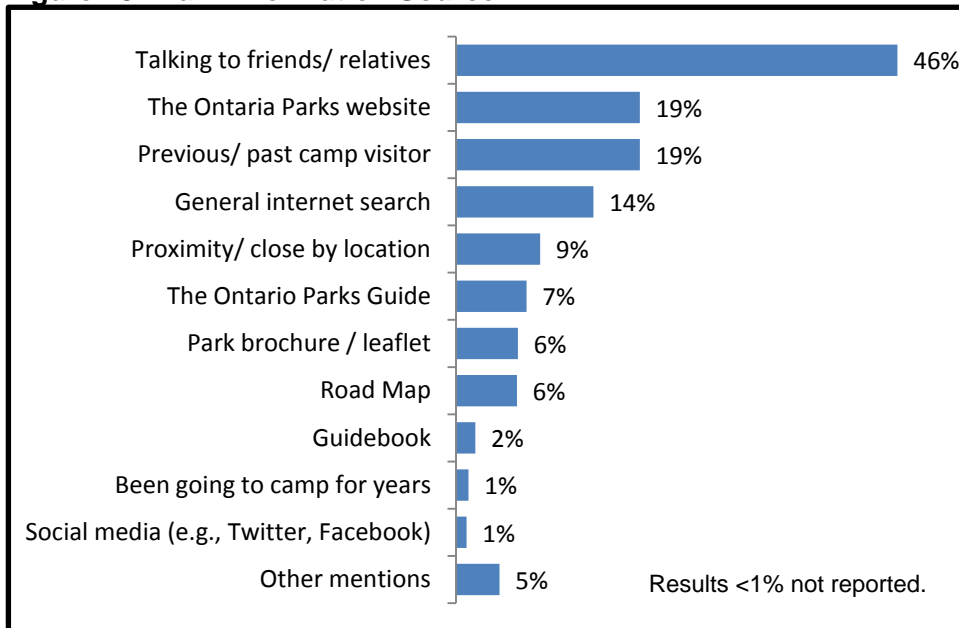 Talking to friends/ relatives 46%
The Ontaria Parks website 19%
Previous/ past camp visitor 19%
General internet search 14%
Proximity/ close by location 9%
The Ontario Parks Guide 7%
Park brochure / leaflet 6%
Road Map 6%
Guidebook 2%
Been going to camp for years 1%
Social media (e.g., Twitter, Facebook) 1%
Other mentions 5%
Results <1% not reported.